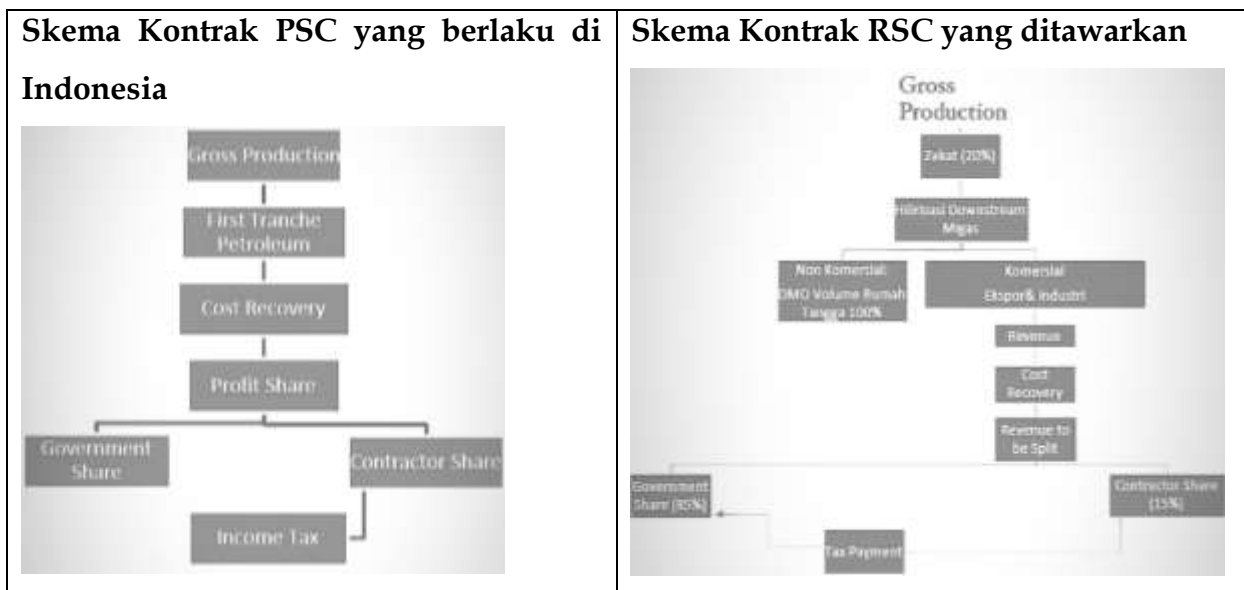 Skema Kontrak PSC yang berlaku di
Indonesia
Gross Production
First Tranche
Petroleum
Cost Recovery
Profit Share
Government
Share
Contractor Share
Income Tax
Skema Kontrak RSC yang ditawarkan
Gross
Production
Zakat (20%)
Hilirisasi Downstream
Migas
Non Komersial:
DMO Volume Rumah
Tangga 100%
Komersial
Ekspor& industri
Revenue
Cost
Recovery
Revenue to
be Split
Government
Share (85%)
Contractor Share
(15%)
Tax Payment